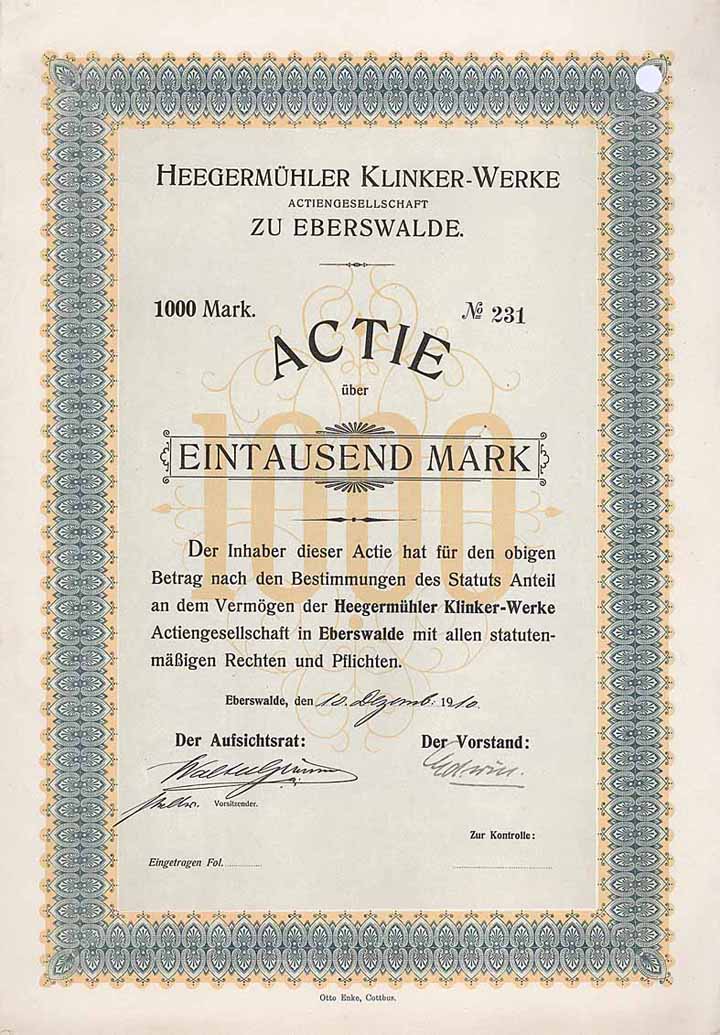 HEEGERMÜHLER KLINKER-WERKE
ACTIENGESELLSCHAFT
ZU EBERSWALDE.
1000 Mark. № 231
ACTIE
über
1000
EINTAUSEND MARK
Der Inhaber dieser Actie hat für den obigen
Betrag nach den Bestimmungen des Statuts Anteil
an dem Vermögen der Heegermühler Klinker-Werke
Actiengesellschaft in Eberswalde mit allen statuten-
mäßigen Rechten und Pflichten.
Eberswalde, den 10. Dezemb. 1910.
Der Aufsichtsrat: Der Vorstand:
stellv. Vorsitzender.
Zur Kontrolle:
Eingetragen Fol.
Otto Enke, Cottbus.